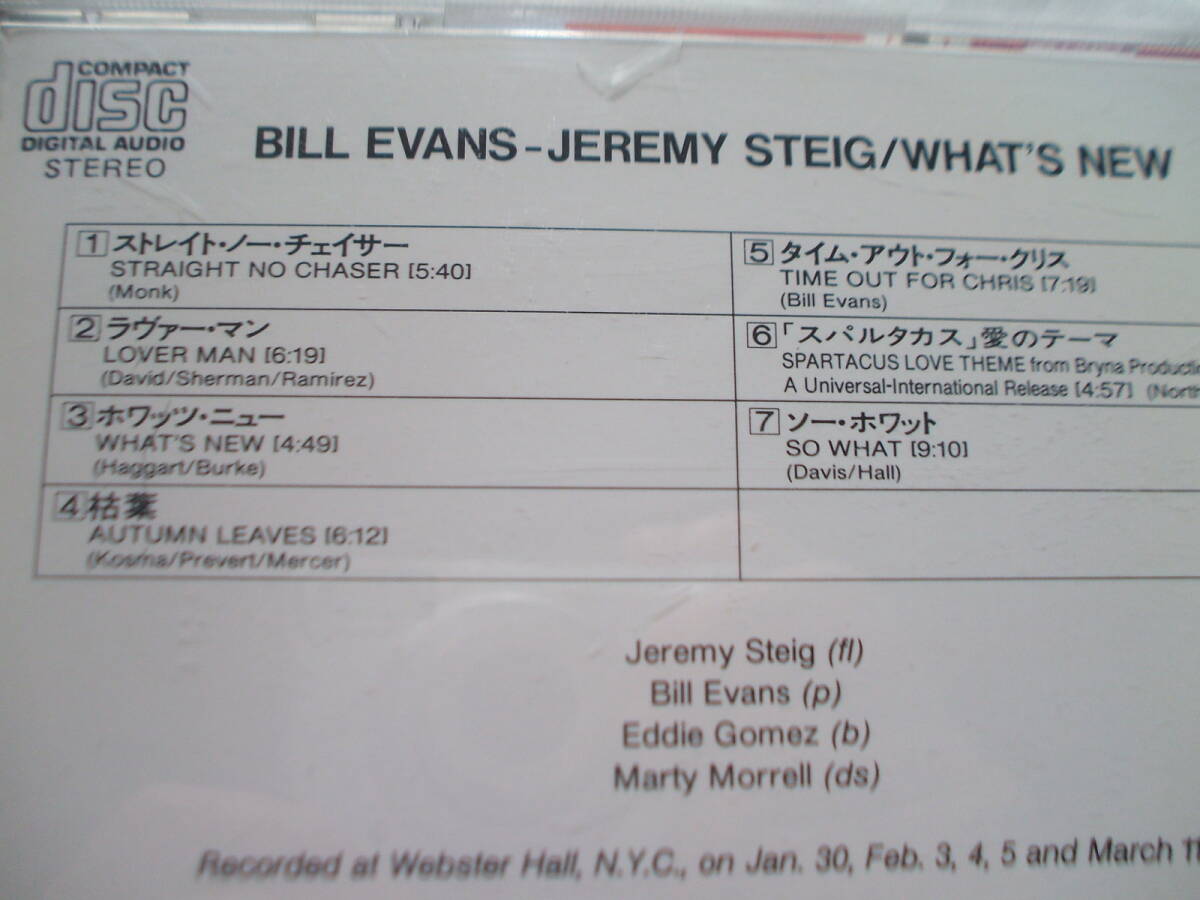 COMPACT
disc
DIGITAL AUDIO
STEREO
BILL EVANS-JEREMY STEIG/WHAT'S NEW
1 ストレイト・ノー・チェイサー
STRAIGHT NO CHASER [5:40]
(Monk)
2 ラヴァー・マン
LOVER MAN [6:19]
(David/Sherman/Ramirez)
3 ホワッツ・ニュー
WHAT'S NEW [4:49]
(Haggart/Burke)
4 枯葉
AUTUMN LEAVES [6:12]
(Kosma/Prevert/Mercer)
5 タイム・アウト・フォー・クリス
TIME OUT FOR CHRIS [7:19]
(Bill Evans)
6 「スパルタカス」愛のテーマ
SPARTACUS LOVE THEME from Bryna Producti
A Universal-International Release [4:57] (North
7 ソー・ホワット
SO WHAT [9:10]
(Davis/Hall)
Jeremy Steig (fl)
Bill Evans (p)
Eddie Gomez (b)
Marty Morrell (ds)
Recorded at Webster Hall, N.Y.C., on Jan. 30, Feb. 3, 4, 5 and March 11